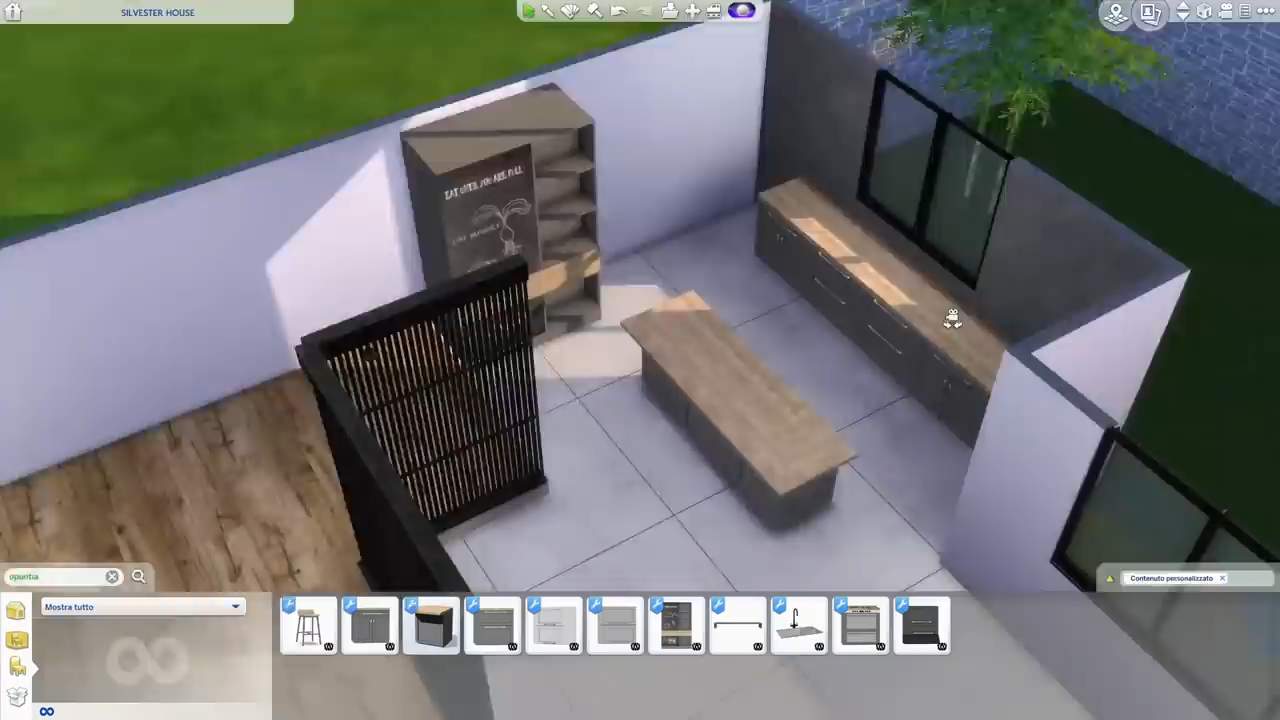 SILVESTER HOUSE
EAT UNTIL YOU ARE FULL
opuntia
Contenuto personalizzato
Mostra tutto